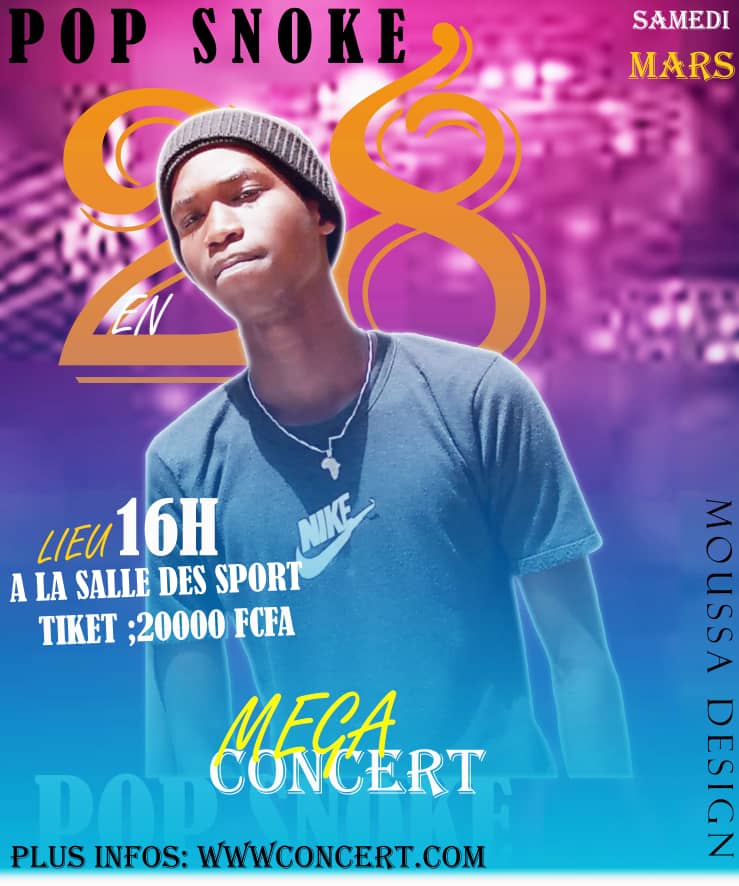 POP SNOKE
SAMEDI
MARS
28
EN
NIKE
LIEU 16H
A LA SALLE DES SPORT
TIKET ;20000 FCFA
MOUSSA DESIGN
MEGA
CONCERT
POP SNOKE
PLUS INFOS: WWWCONCERT.COM